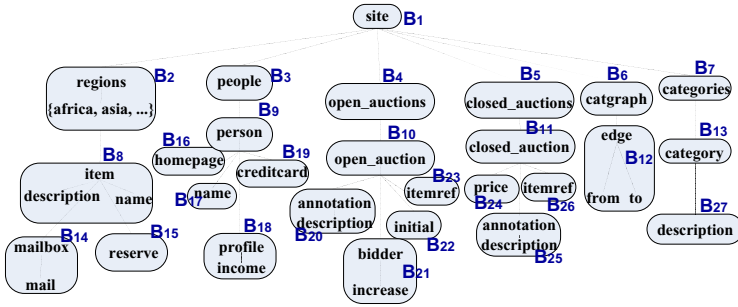 site B1
regions B2
{africa, asia, ...}
people B3
B4
open_auctions
B5
closed_auctions
B6
catgraph
B7
categories
B8
item
description name
B9
person
B16
homepage
B19
creditcard
name
B17
B10
open_auction
B11
closed_auction
edge
B12
from to
B13
category
B14
mailbox
mail
B15
reserve
B18
profile
income
annotation
description
B20
B23
itemref
initial
B22
bidder
B21
increase
price
B24
itemref
B26
annotation
description
B25
B27
description